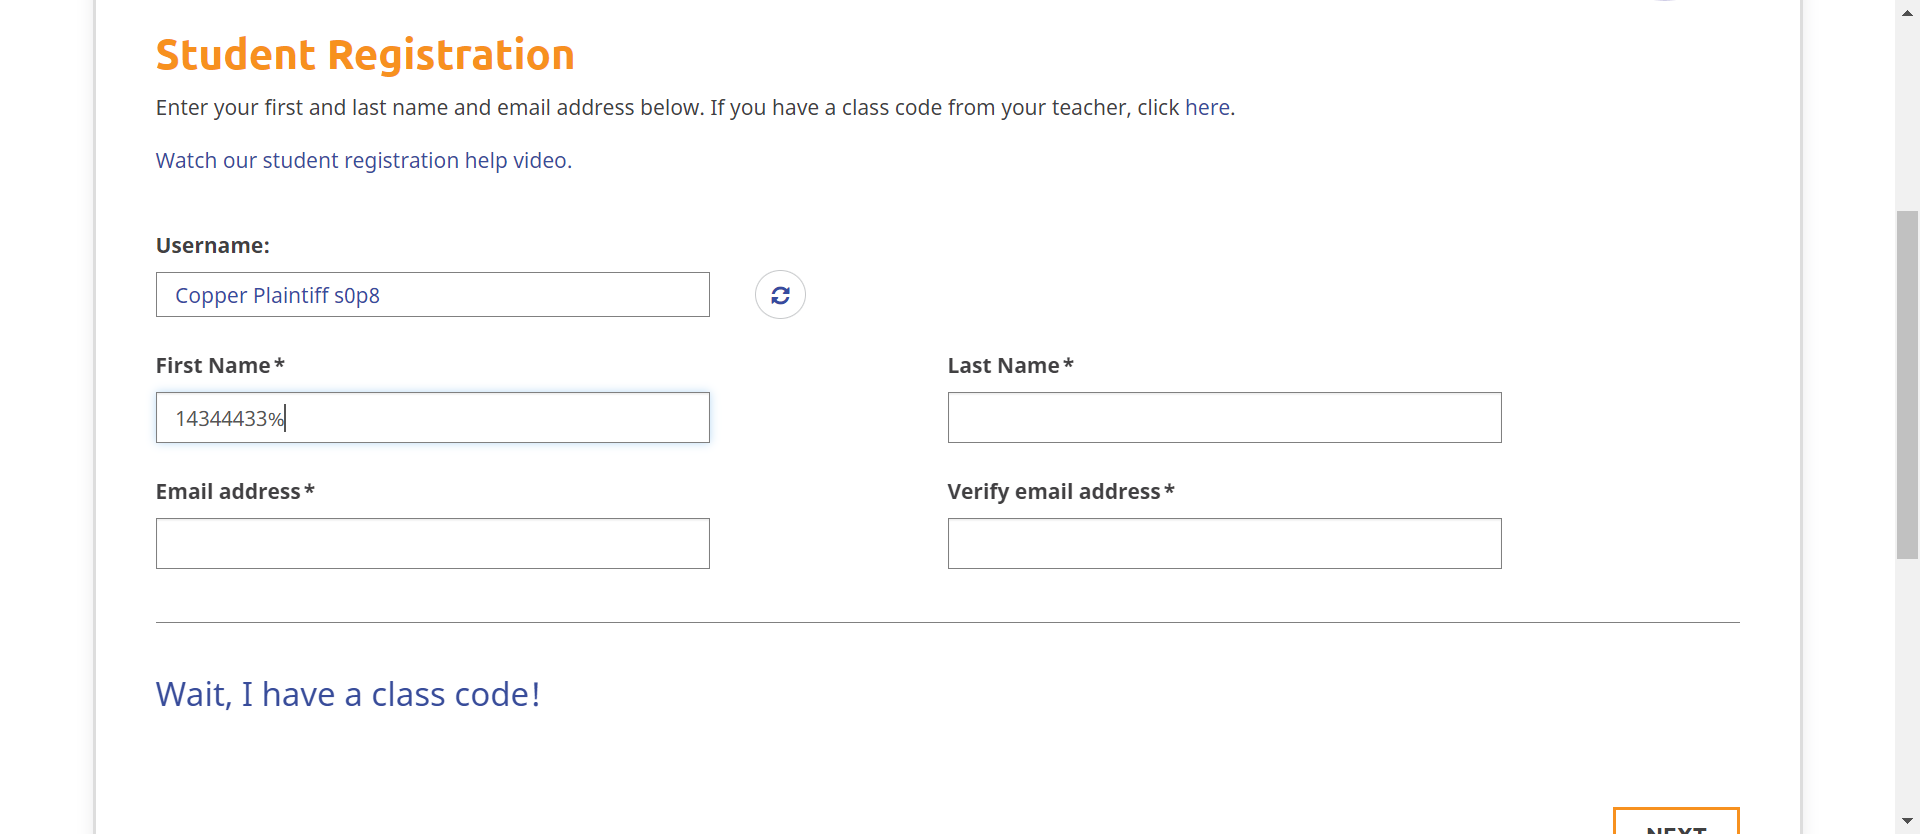 Student Registration
Enter your first and last name and email address below. If you have a class code from your teacher, click here.
Watch our student registration help video.
Username:
Copper Plaintiff s0p8
First Name*
Last Name*
14344433%
Email address*
Verify email address*
Wait, I have a class code!
NEXT